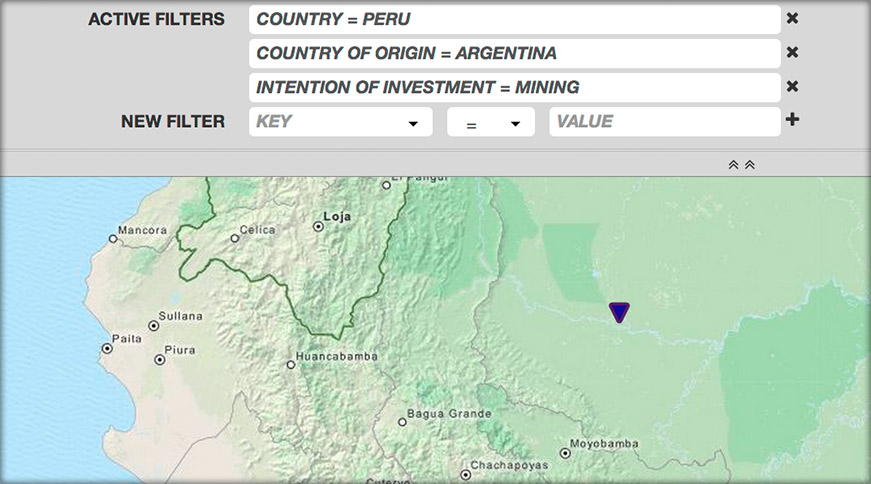 ACTIVE FILTERS COUNTRY = PERU
COUNTRY OF ORIGIN = ARGENTINA
INTENTION OF INVESTMENT = MINING
NEW FILTER KEY = VALUE
El Pangui
Loja
Mancora
Celica
Sullana
Paita
Piura
Huancabamba
Bagua Grande
Moyobamba
Chachapoyas
Cutervo